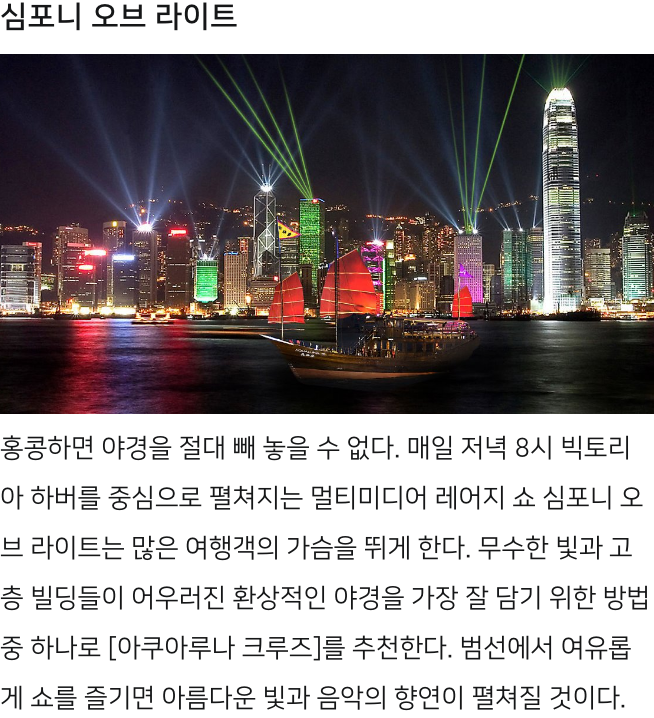 심포니 오브 라이트
홍콩하면 야경을 절대 빼 놓을 수 없다. 매일 저녁 8시 빅토리
아 하버를 중심으로 펼쳐지는 멀티미디어 레어지 쇼 심포니 오
브 라이트는 많은 여행객의 가슴을 뛰게 한다. 무수한 빛과 고
층 빌딩들이 어우러진 환상적인 야경을 가장 잘 담기 위한 방법
중 하나로 [아쿠아루나 크루즈]를 추천한다. 범선에서 여유롭
게 쇼를 즐기면 아름다운 빛과 음악의 향연이 펼쳐질 것이다.